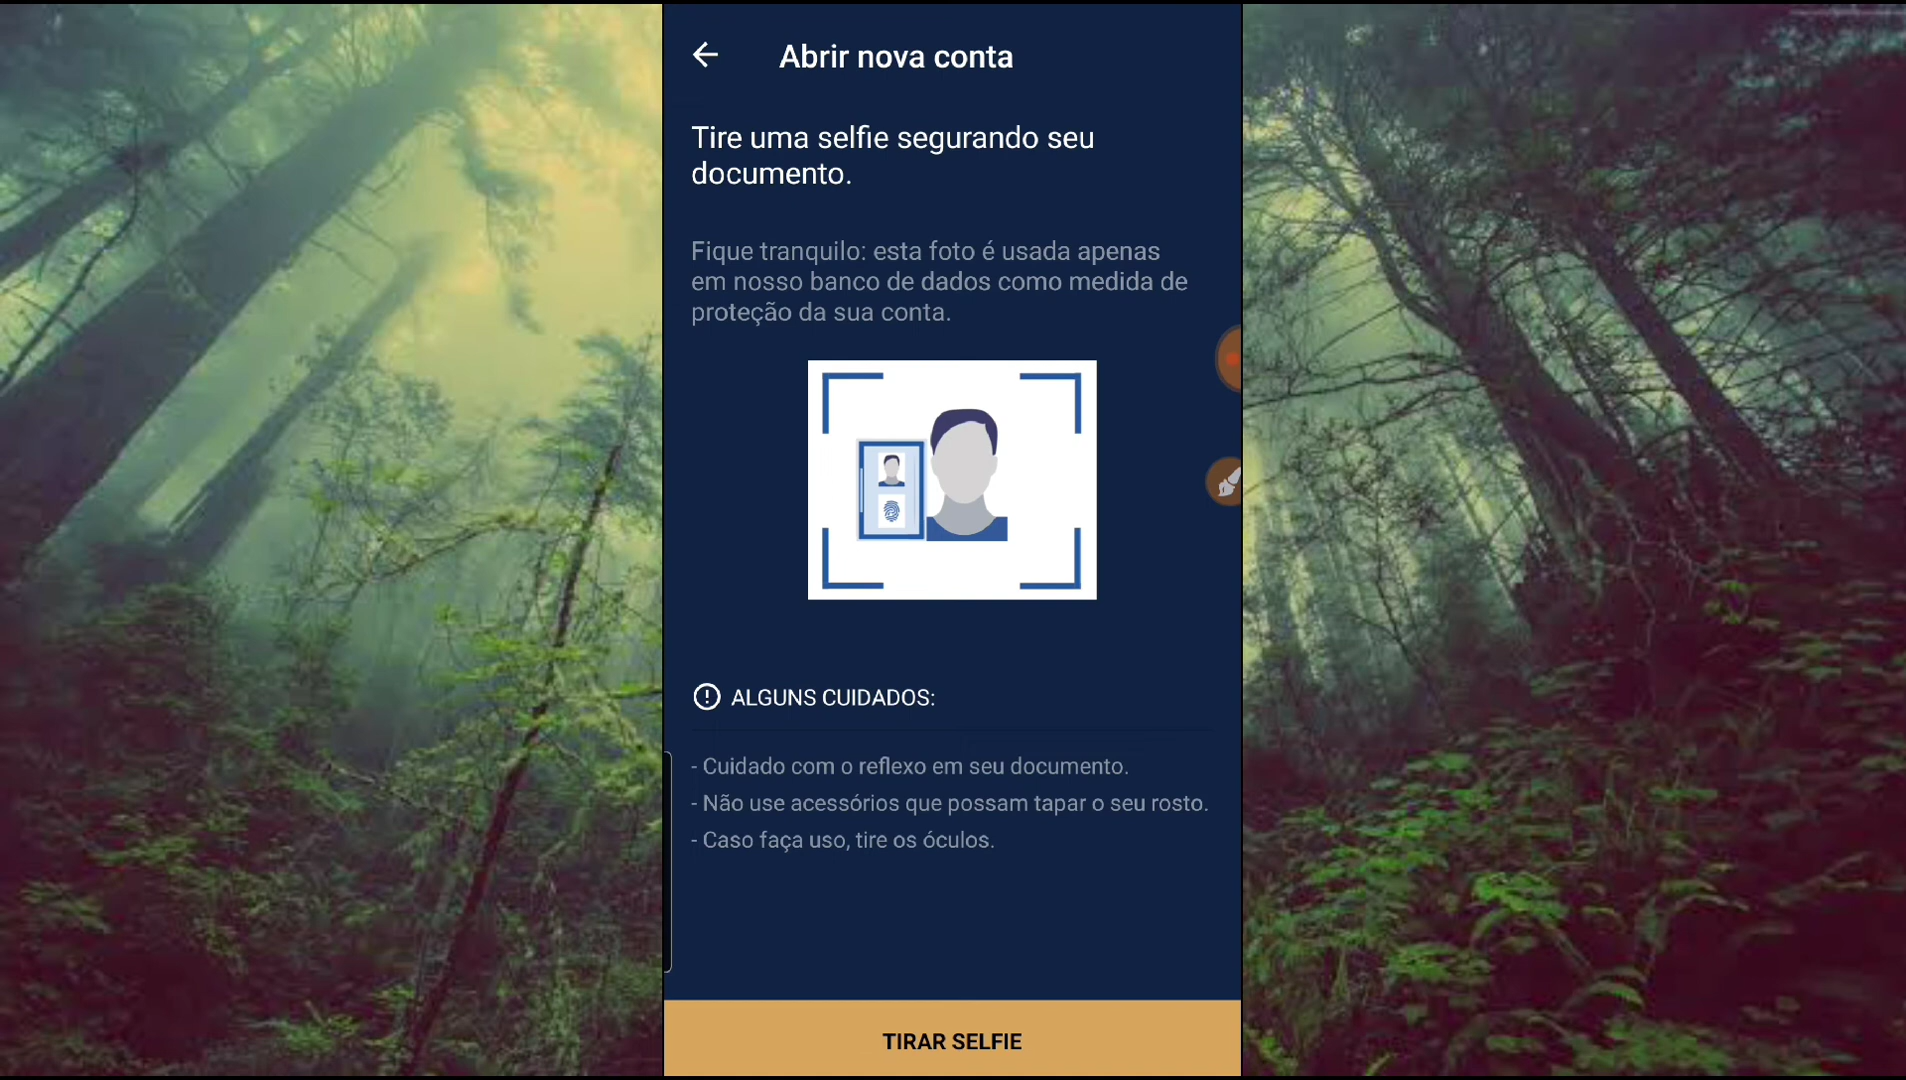 Abrir nova conta
Tire uma selfie segurando seu
documento.
Fique tranquilo: esta foto é usada apenas
em nosso banco de dados como medida de
proteção da sua conta.
ALGUNS CUIDADOS:
- Cuidado com o reflexo em seu documento.
- Não use acessórios que possam tapar o seu rosto.
- Caso faça uso, tire os óculos.
TIRAR SELFIE